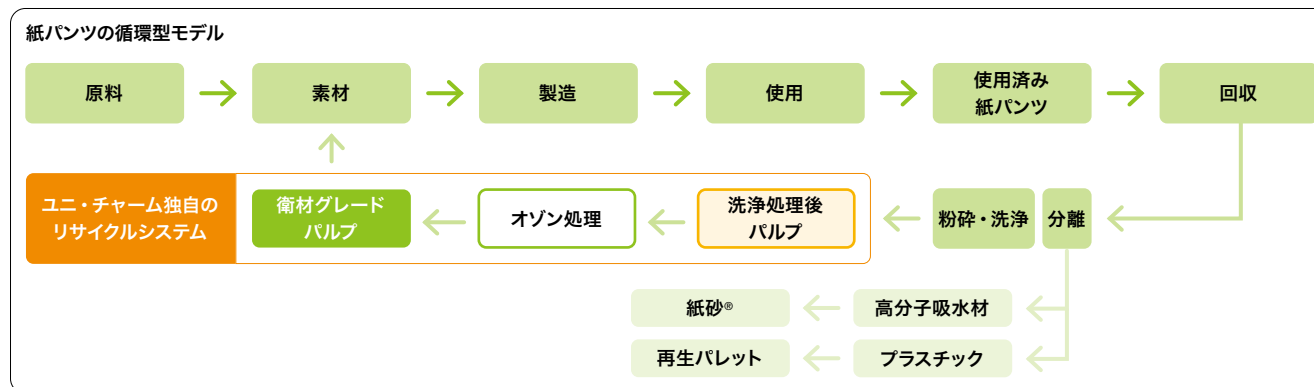 紙パンツの循環型モデル
原料
素材
製造
使用
使用済み
紙パンツ
回収
ユニ・チャーム独自の
リサイクルシステム
衛材グレード
パルプ
オゾン処理
洗浄処理後
パルプ
粉砕・洗浄
分離
紙砂®
高分子吸水材
再生パレット
プラスチック